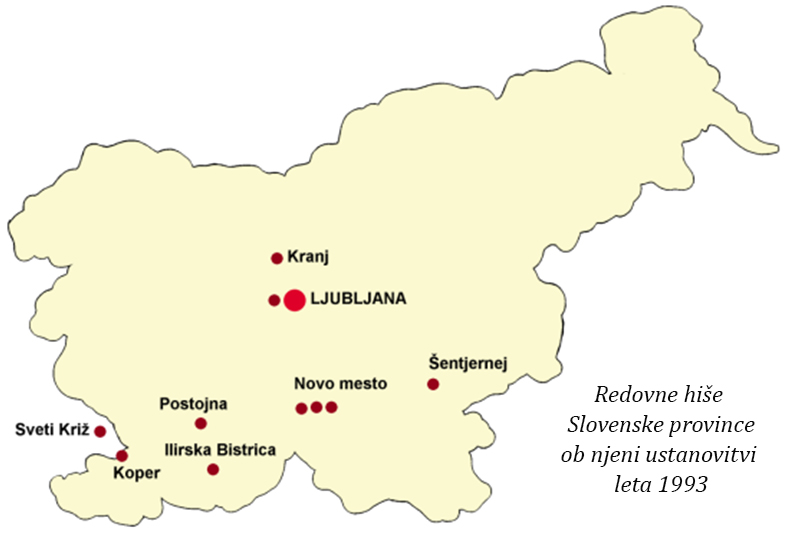 Kranj
LJUBLJANA
Šentjernej
Novo mesto
Postojna
Sveti Križ
Ilirska Bistrica
Koper
Redovne hiše
Slovenske province
ob njeni ustanovitvi
leta 1993